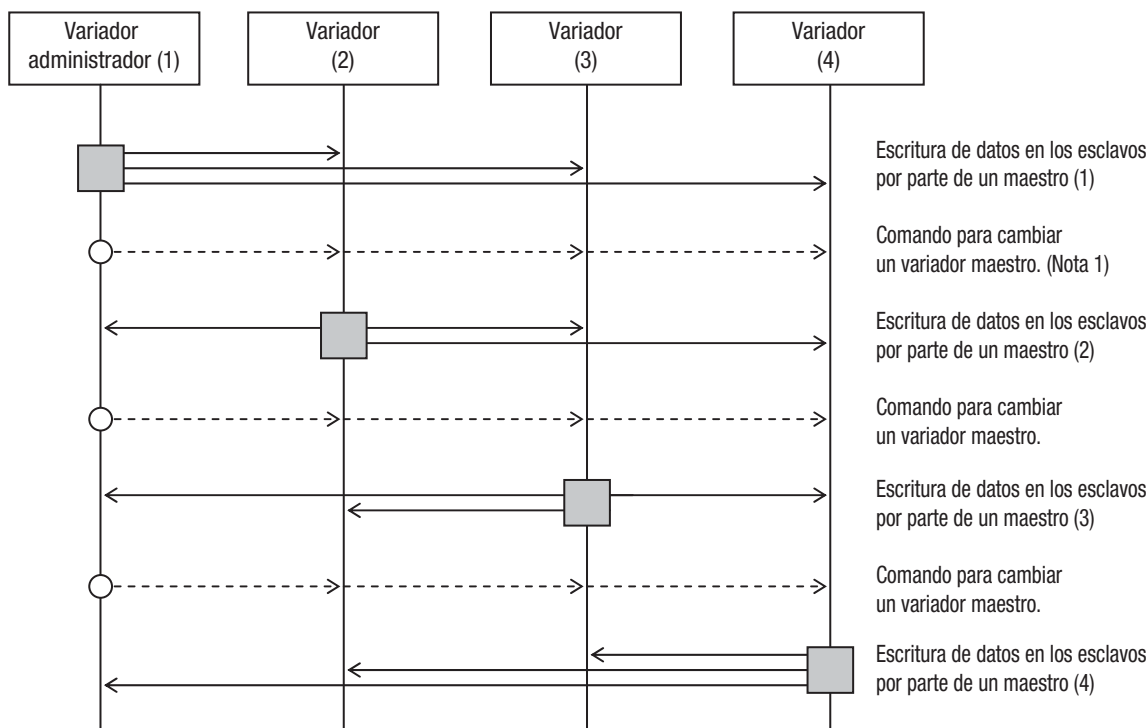 Variador
administrador (1)
Variador
(2)
Variador
(3)
Variador
(4)
Escritura de datos en los esclavos
por parte de un maestro (1)
Comando para cambiar
un variador maestro. (Nota 1)
Escritura de datos en los esclavos
por parte de un maestro (2)
Comando para cambiar
un variador maestro.
Escritura de datos en los esclavos
por parte de un maestro (3)
Comando para cambiar
un variador maestro.
Escritura de datos en los esclavos
por parte de un maestro (4)